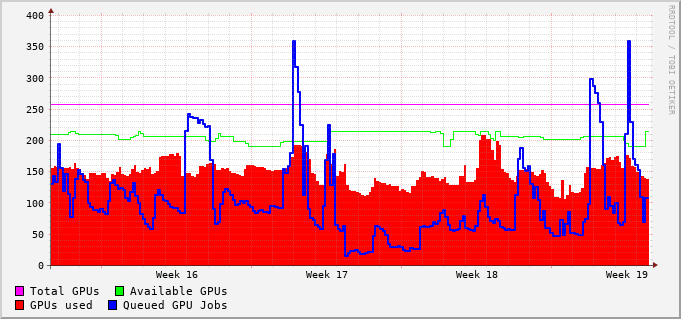 400
350
300
250
200
150
100
50
0
Week 16 Week 17 Week 18 Week 19
Total GPUs Available GPUs
GPUs used Queued GPU Jobs
RRDTOOL / TOBI OETIKER